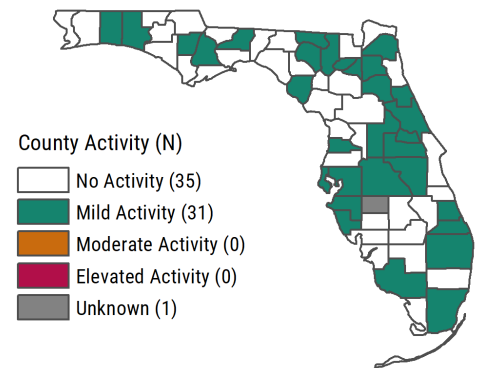 County Activity (N)
No Activity (35)
Mild Activity (31)
Moderate Activity (0)
Elevated Activity (0)
Unknown (1)